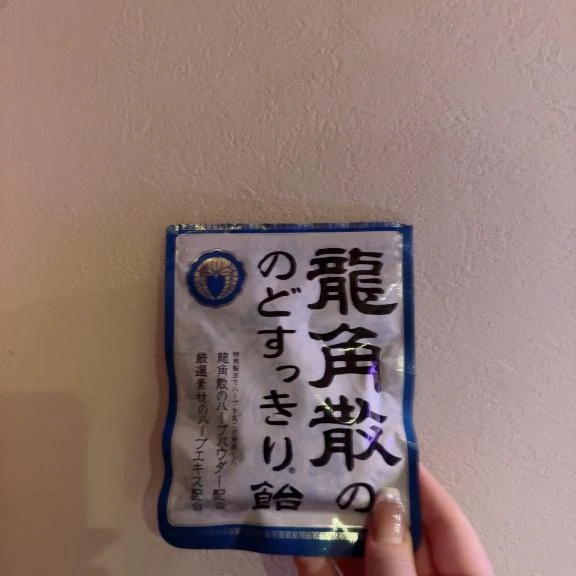 龍角散の
のどすっきり®飴
龍角散のハーブパウダー配合
厳選素材のハーブエキス配合